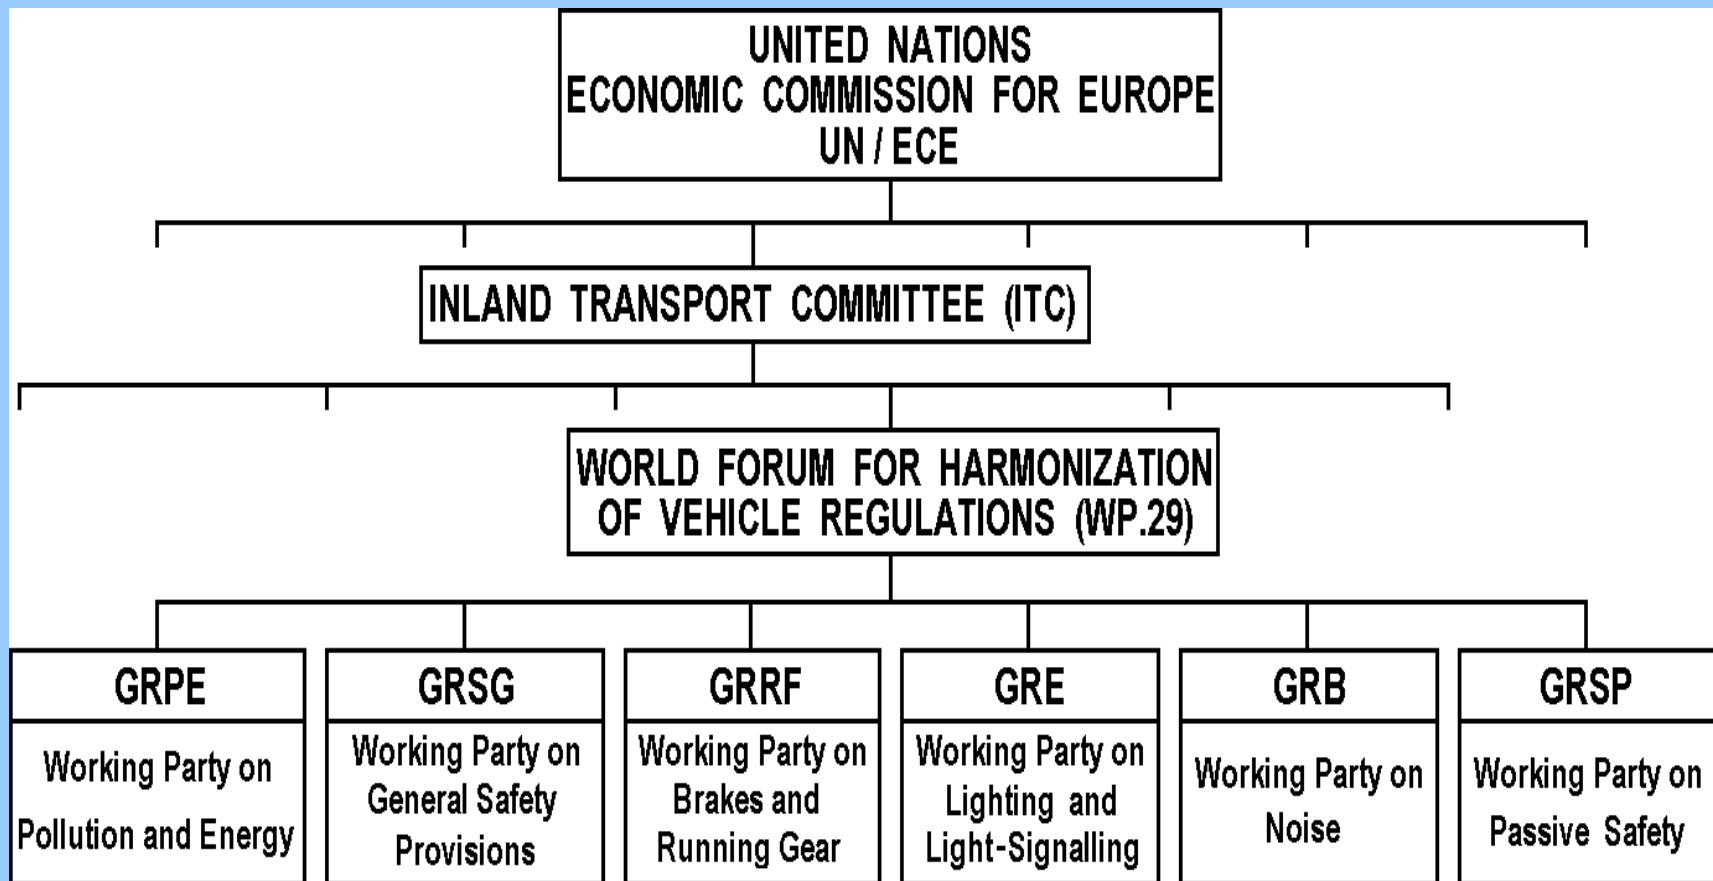 UNITED NATIONS
ECONOMIC COMMISSION FOR EUROPE
UN / ECE
INLAND TRANSPORT COMMITTEE (ITC)
WORLD FORUM FOR HARMONIZATION
OF VEHICLE REGULATIONS (WP.29)
GRPE
Working Party on
Pollution and Energy
GRSG
Working Party on
General Safety
Provisions
GRRF
Working Party on
Brakes and
Running Gear
GRE
Working Party on
Lighting and
Light-Signalling
GRB
Working Party on
Noise
GRSP
Working Party on
Passive Safety